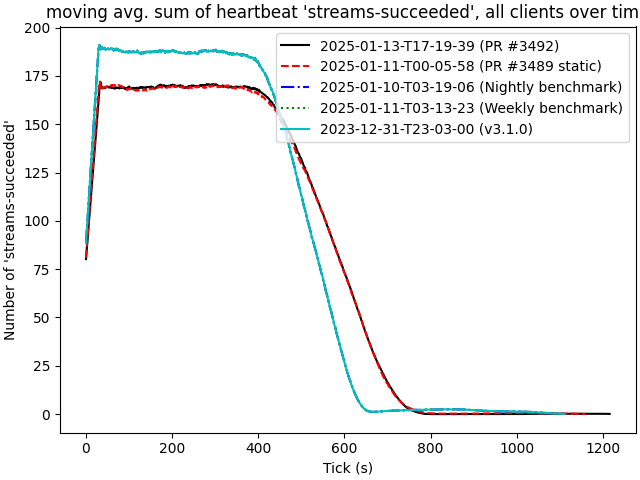 moving avg. sum of heartbeat 'streams-succeeded', all clients over tim
2025-01-13-T17-19-39 (PR #3492)
2025-01-11-T00-05-58 (PR #3489 static)
2025-01-10-T03-19-06 (Nightly benchmark)
2025-01-11-T03-13-23 (Weekly benchmark)
2023-12-31-T23-03-00 (v3.1.0)
Number of 'streams-succeeded'
200
175
150
125
100
75
50
25
0
0
200
400
600
800
1000
1200
Tick (s)